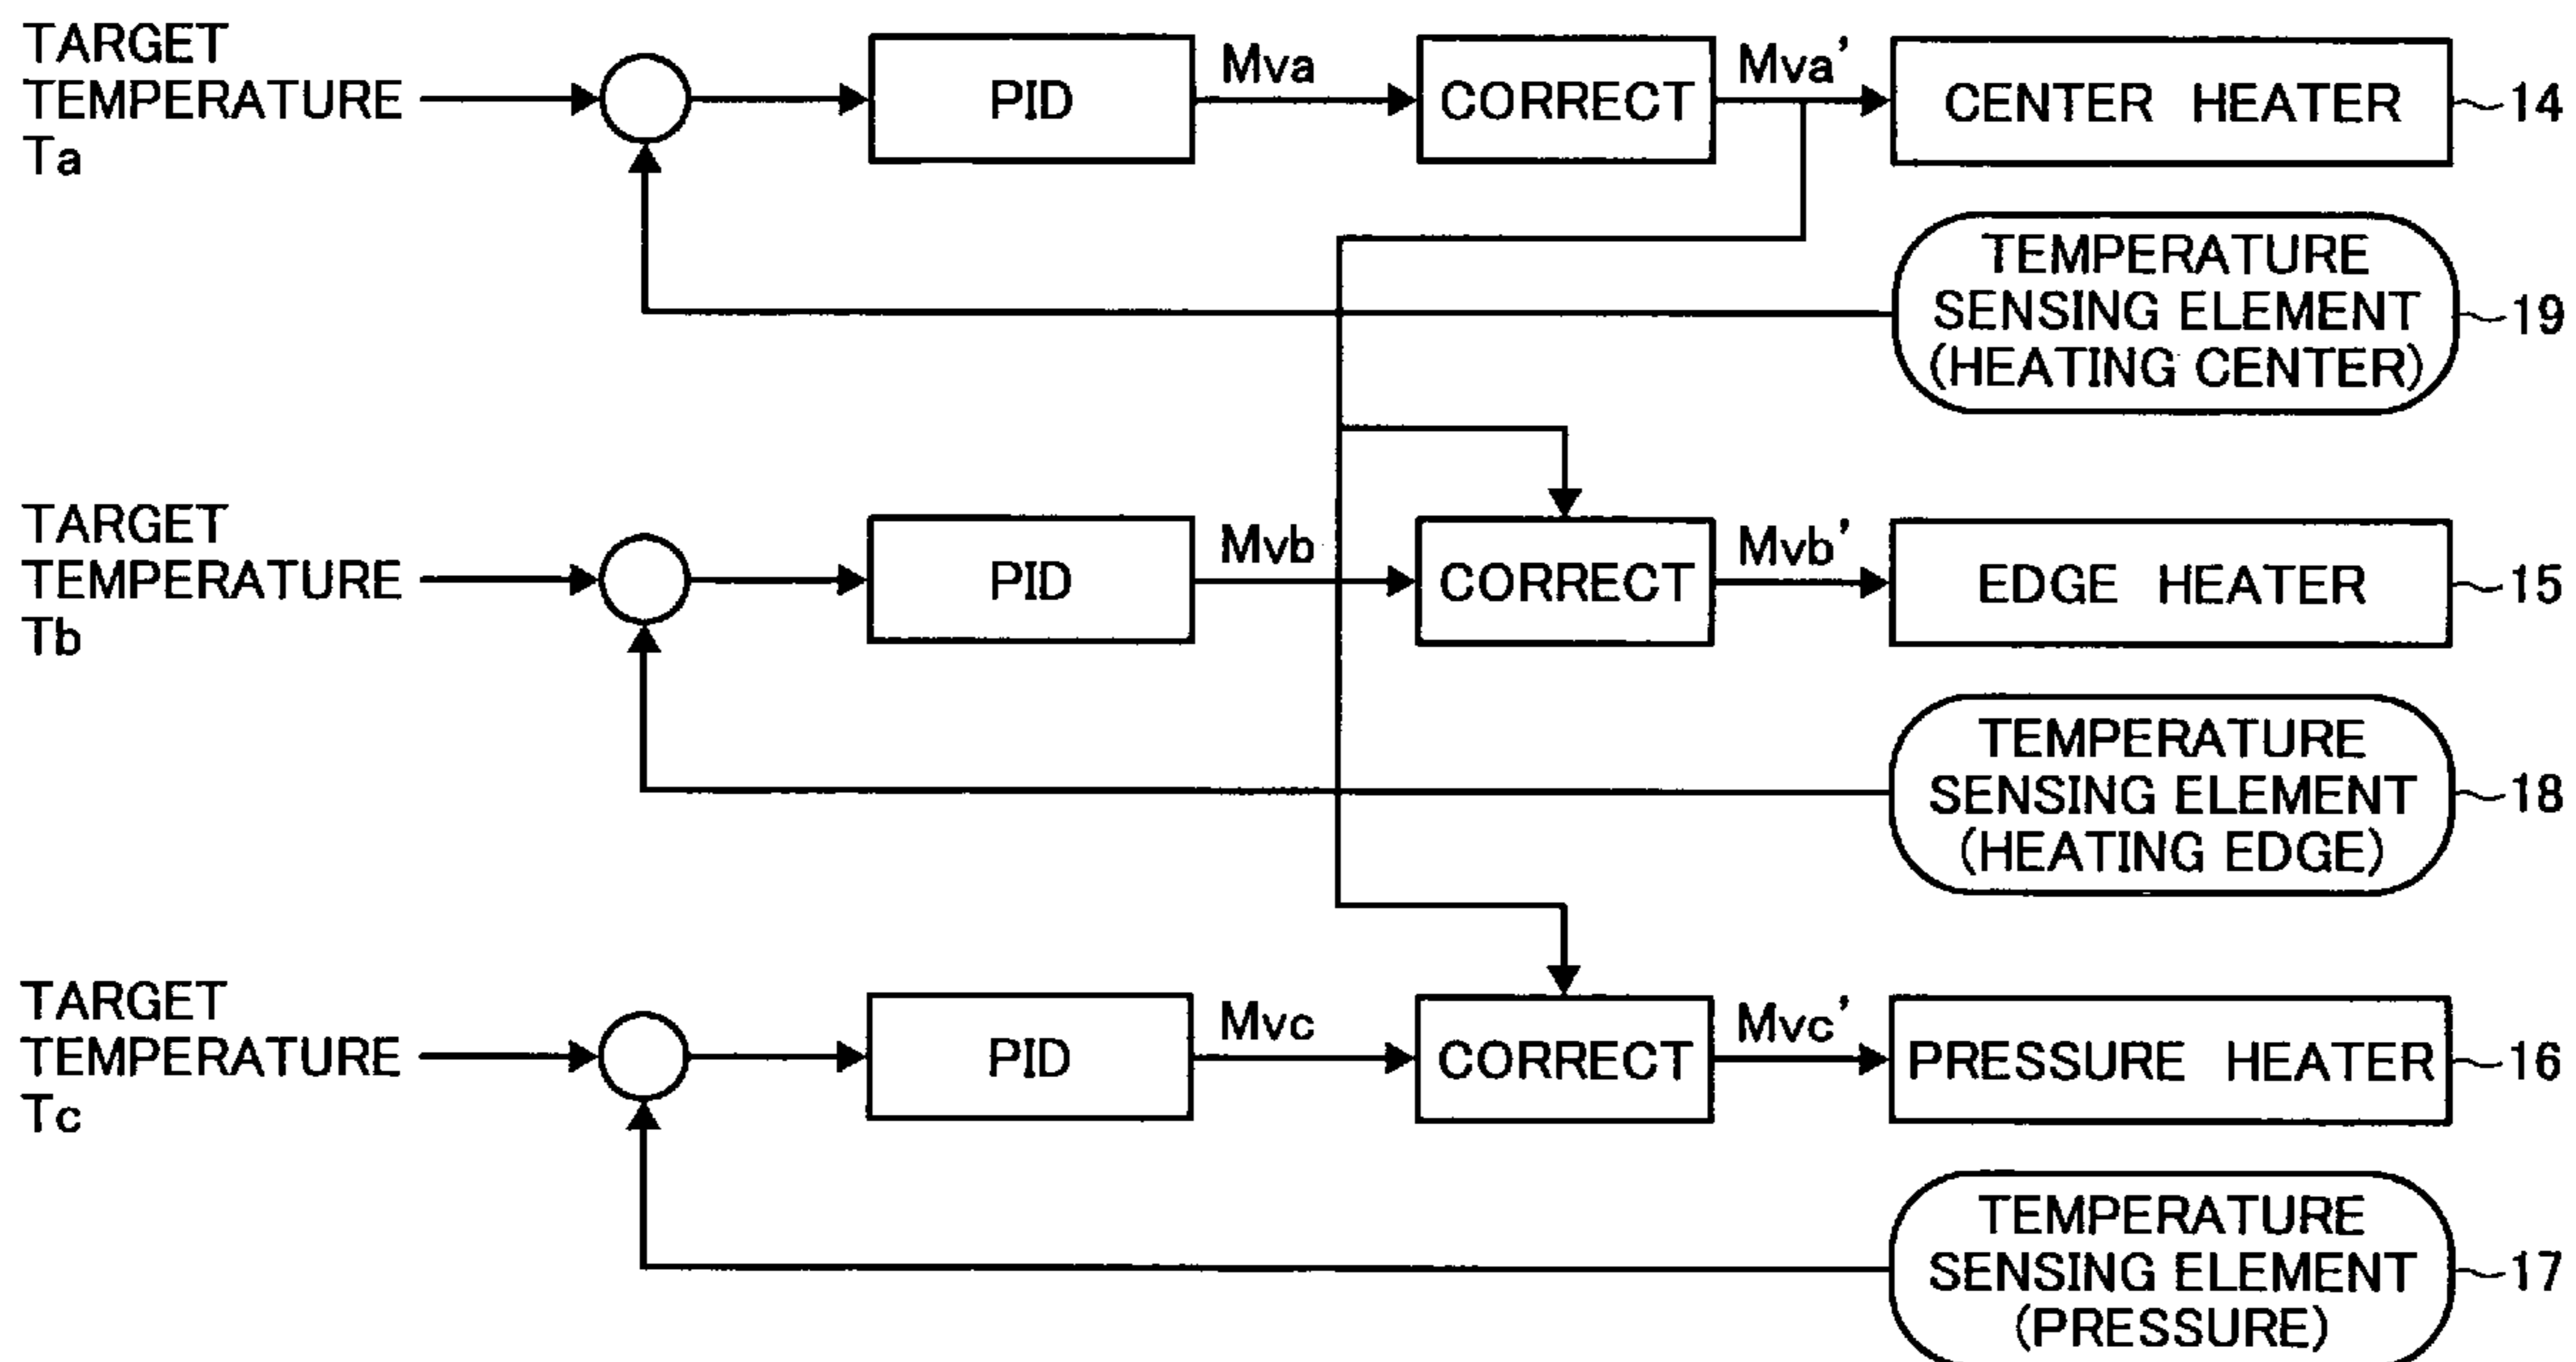 TARGET
TEMPERATURE
Ta
PID
Mva
CORRECT
Mva'
CENTER HEATER
14
TEMPERATURE
SENSING ELEMENT
(HEATING CENTER)
19
TARGET
TEMPERATURE
Tb
PID
Mvb
CORRECT
Mvb'
EDGE HEATER
15
TEMPERATURE
SENSING ELEMENT
(HEATING EDGE)
18
TARGET
TEMPERATURE
Tc
PID
Mvc
CORRECT
Mvc'
PRESSURE HEATER
16
TEMPERATURE
SENSING ELEMENT
(PRESSURE)
17